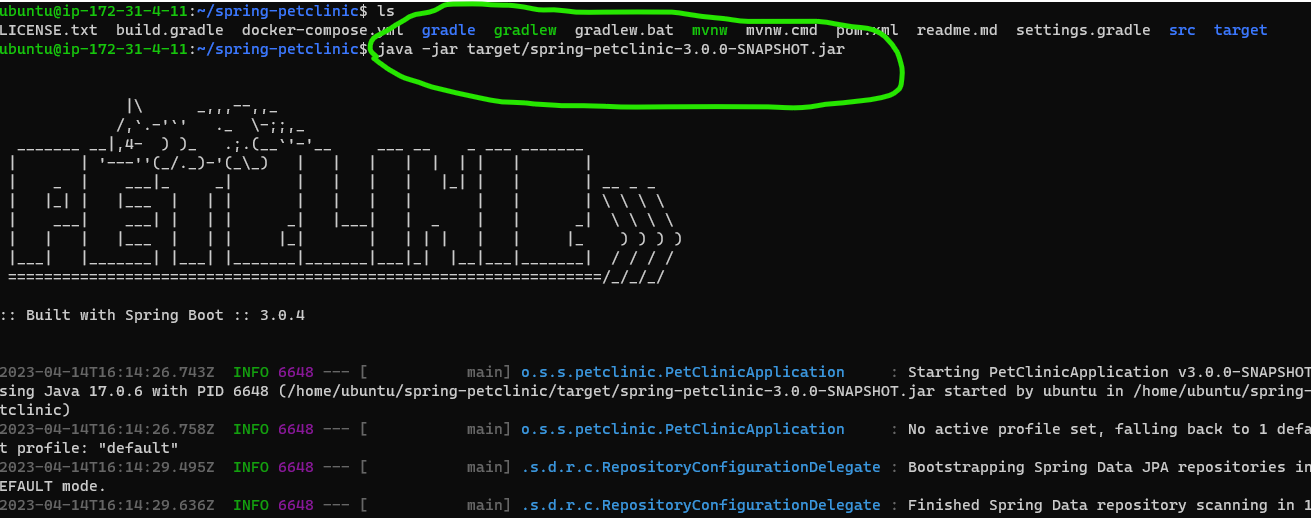 ubuntu@ip-172-31-4-11:~/spring-petclinic$ ls
LICENSE.txt  build.gradle  docker-compose.yml  gradle  gradlew  gradlew.bat  mvnw  mvnw.cmd  pom.xml  readme.md  settings.gradle  src  target
ubuntu@ip-172-31-4-11:~/spring-petclinic$ java -jar target/spring-petclinic-3.0.0-SNAPSHOT.jar
:: Built with Spring Boot :: 3.0.4
2023-04-14T16:14:26.743Z  INFO 6648 --- [           main] o.s.s.petclinic.PetClinicApplication     : Starting PetClinicApplication v3.0.0-SNAPSHOT
sing Java 17.0.6 with PID 6648 (/home/ubuntu/spring-petclinic/target/spring-petclinic-3.0.0-SNAPSHOT.jar started by ubuntu in /home/ubuntu/spring-
tclinic)
2023-04-14T16:14:26.758Z  INFO 6648 --- [           main] o.s.s.petclinic.PetClinicApplication     : No active profile set, falling back to 1 defa
t profile: "default"
2023-04-14T16:14:29.495Z  INFO 6648 --- [           main] .s.d.r.c.RepositoryConfigurationDelegate : Bootstrapping Spring Data JPA repositories in
EFAULT mode.
2023-04-14T16:14:29.636Z  INFO 6648 --- [           main] .s.d.r.c.RepositoryConfigurationDelegate : Finished Spring Data repository scanning in 1